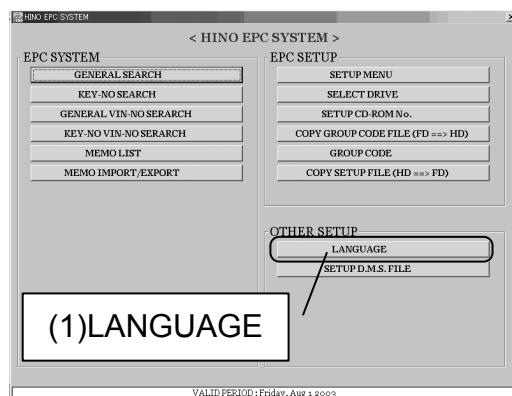 HINO EPC SYSTEM
< HINO EPC SYSTEM >
EPC SYSTEM
GENERAL SEARCH
KEY-NO SEARCH
GENERAL VIN-NO SERARCH
KEY-NO VIN-NO SERARCH
MEMO LIST
MEMO IMPORT/EXPORT
EPC SETUP
SETUP MENU
SELECT DRIVE
SETUP CD-ROM No.
COPY GROUP CODE FILE (FD ==> HD)
GROUP CODE
COPY SETUP FILE (HD ==> FD)
OTHER SETUP
LANGUAGE
SETUP D.M.S. FILE
(1)LANGUAGE
VALID PERIOD : Friday, Aug 1 2003